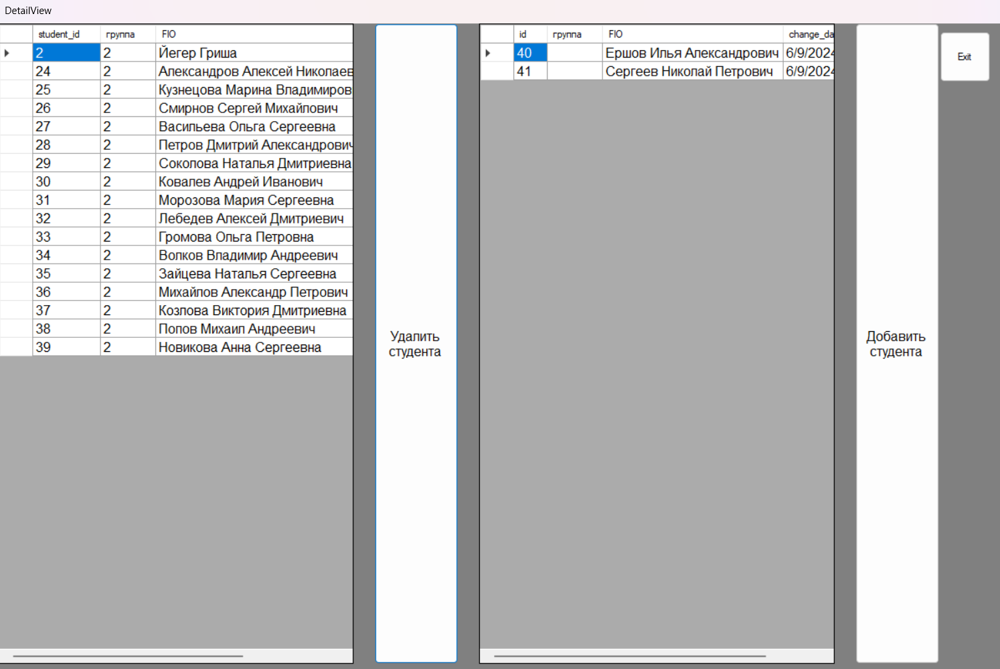 DetailView
student_id группа FIO
2 2 Йегер Гриша
24 2 Александров Алексей Николаев
25 2 Кузнецова Марина Владимиров
26 2 Смирнов Сергей Михайлович
27 2 Васильева Ольга Сергеевна
28 2 Петров Дмитрий Александрович
29 2 Соколова Наталья Дмитриевна
30 2 Ковалев Андрей Иванович
31 2 Морозова Мария Сергеевна
32 2 Лебедев Алексей Дмитриевич
33 2 Громова Ольга Петровна
34 2 Волков Владимир Андреевич
35 2 Зайцева Наталья Сергеевна
36 2 Михайлов Александр Петрович
37 2 Козлова Виктория Дмитриевна
38 2 Попов Михаил Андреевич
39 2 Новикова Анна Сергеевна
Удалить
студента
id группа FIO change_da
40 Ершов Илья Александрович 6/9/2024
41 Сергеев Николай Петрович 6/9/2024
Добавить
студента
Exit